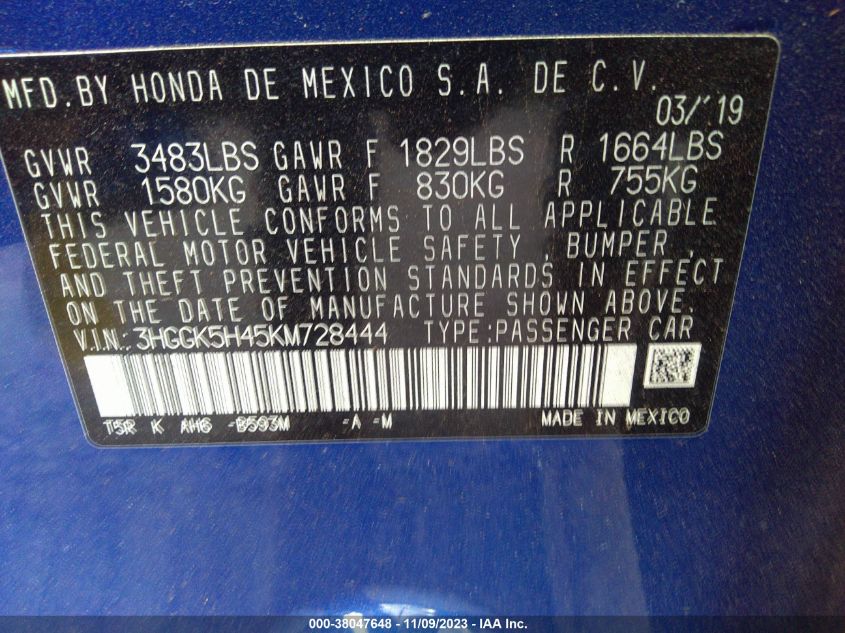 MFD.BY HONDA DE MEXICO S.A. DE C.V.
03/'19
GVWR 3483LBS GAWR F 1829LBS R 1664LBS
GVWR 1580KG GAWR F 830KG R 755KG
THIS VEHICLE CONFORMS TO ALL APPLICABLE
FEDERAL MOTOR VEHICLE SAFETY, BUMPER,
AND THEFT PREVENTION STANDARDS IN EFFECT
ON THE DATE OF MANUFACTURE SHOWN ABOVE.
V.I.N.: 3HGGK5H45KM728444 TYPE:PASSENGER CAR
T5R K AH6 -B593M -A -M MADE IN MEXICO
000-38047648 - 11/09/2023 - IAA Inc.